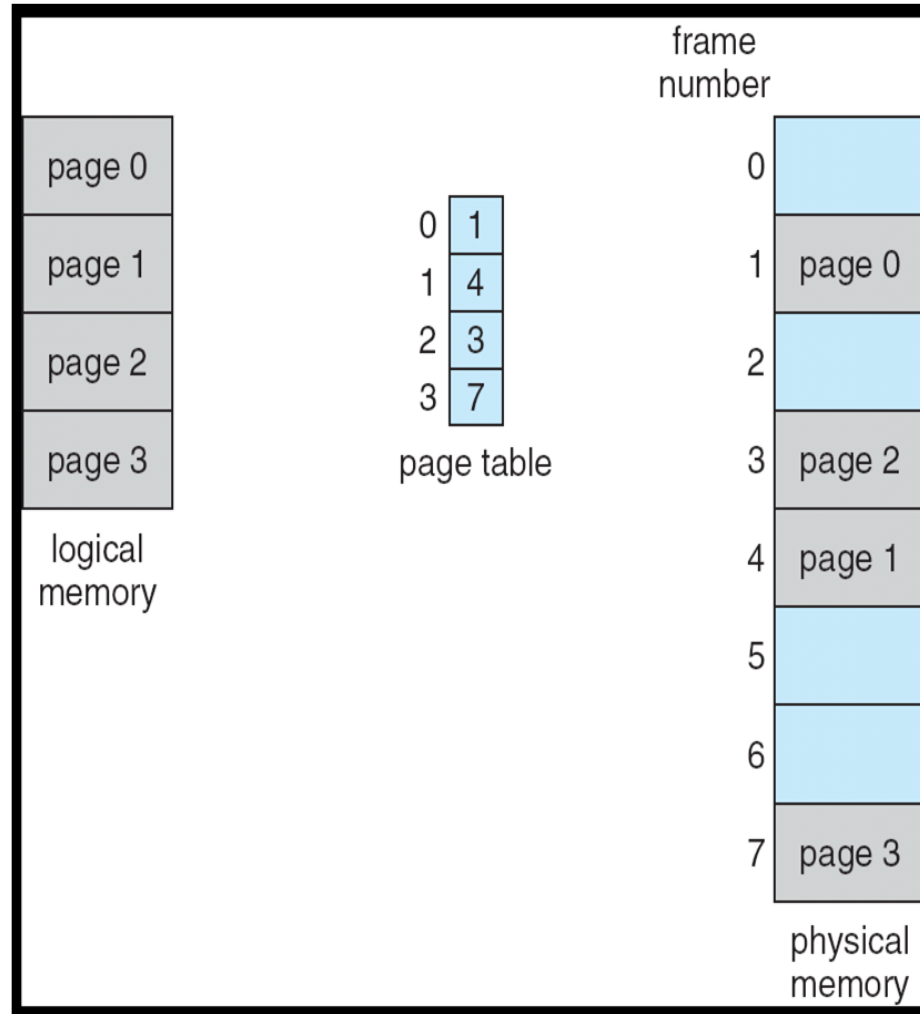 page 0
page 1
page 2
page 3
logical
memory
0 1
1 4
2 3
3 7
page table
frame
number
0
1 page 0
2
3 page 2
4 page 1
5
6
7 page 3
physical
memory